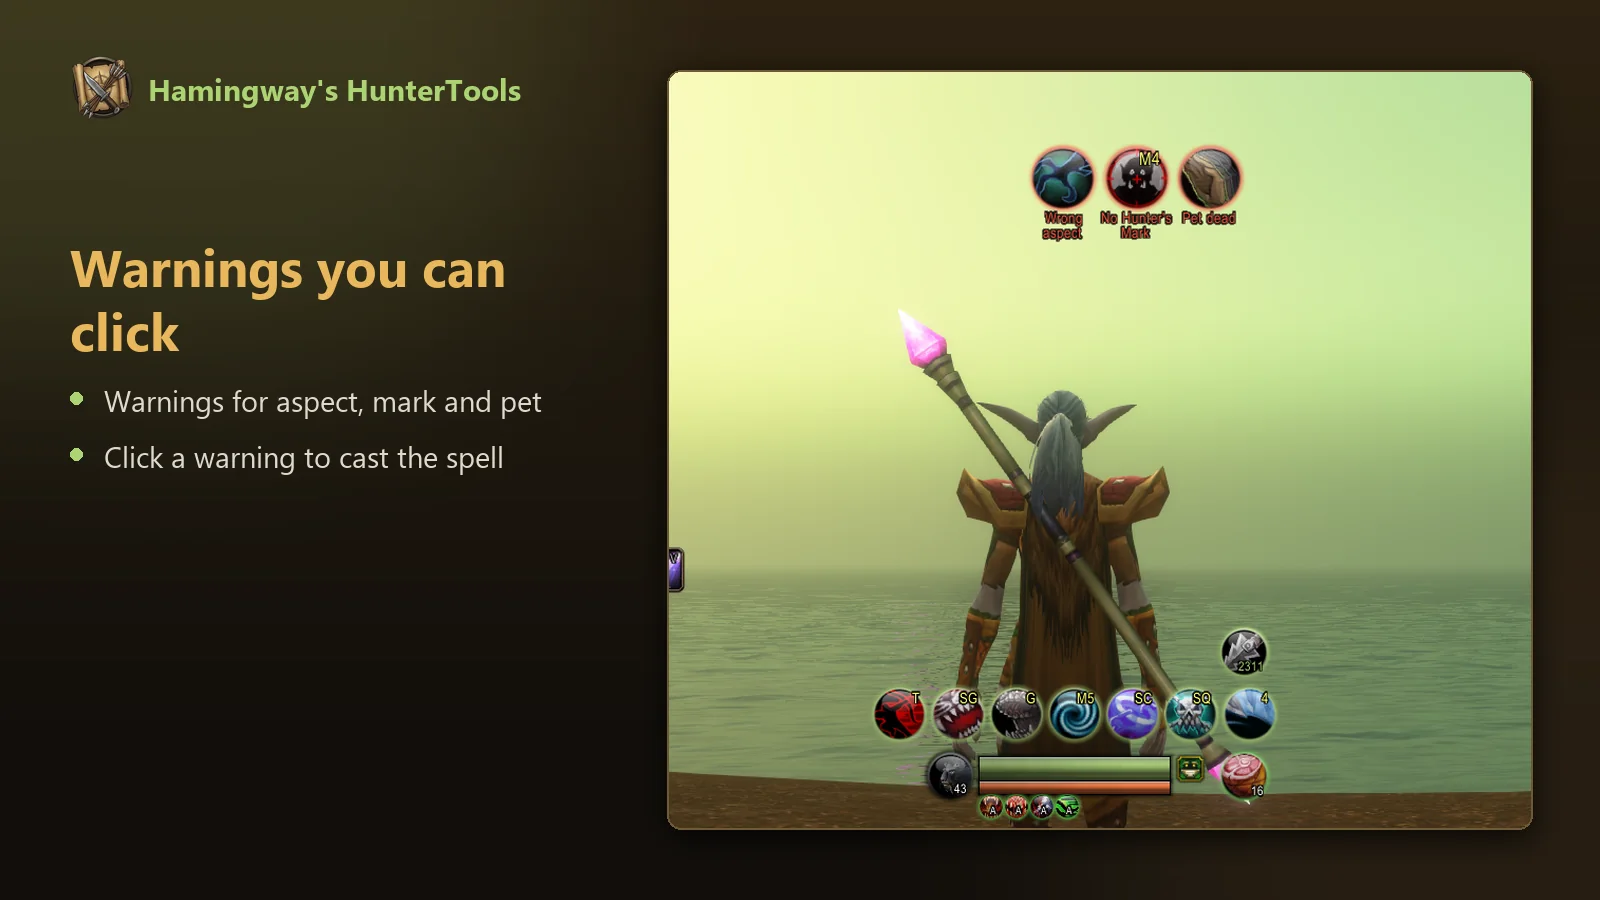 Hamingway's HunterTools
Warnings you can
click
Warnings for aspect, mark and pet
Click a warning to cast the spell
M4
Wrong
aspect
No Hunter's
Mark
Pet dead
V
2311
T
SG
G
M5
SC
SQ
4
43
16
A
A
A
A